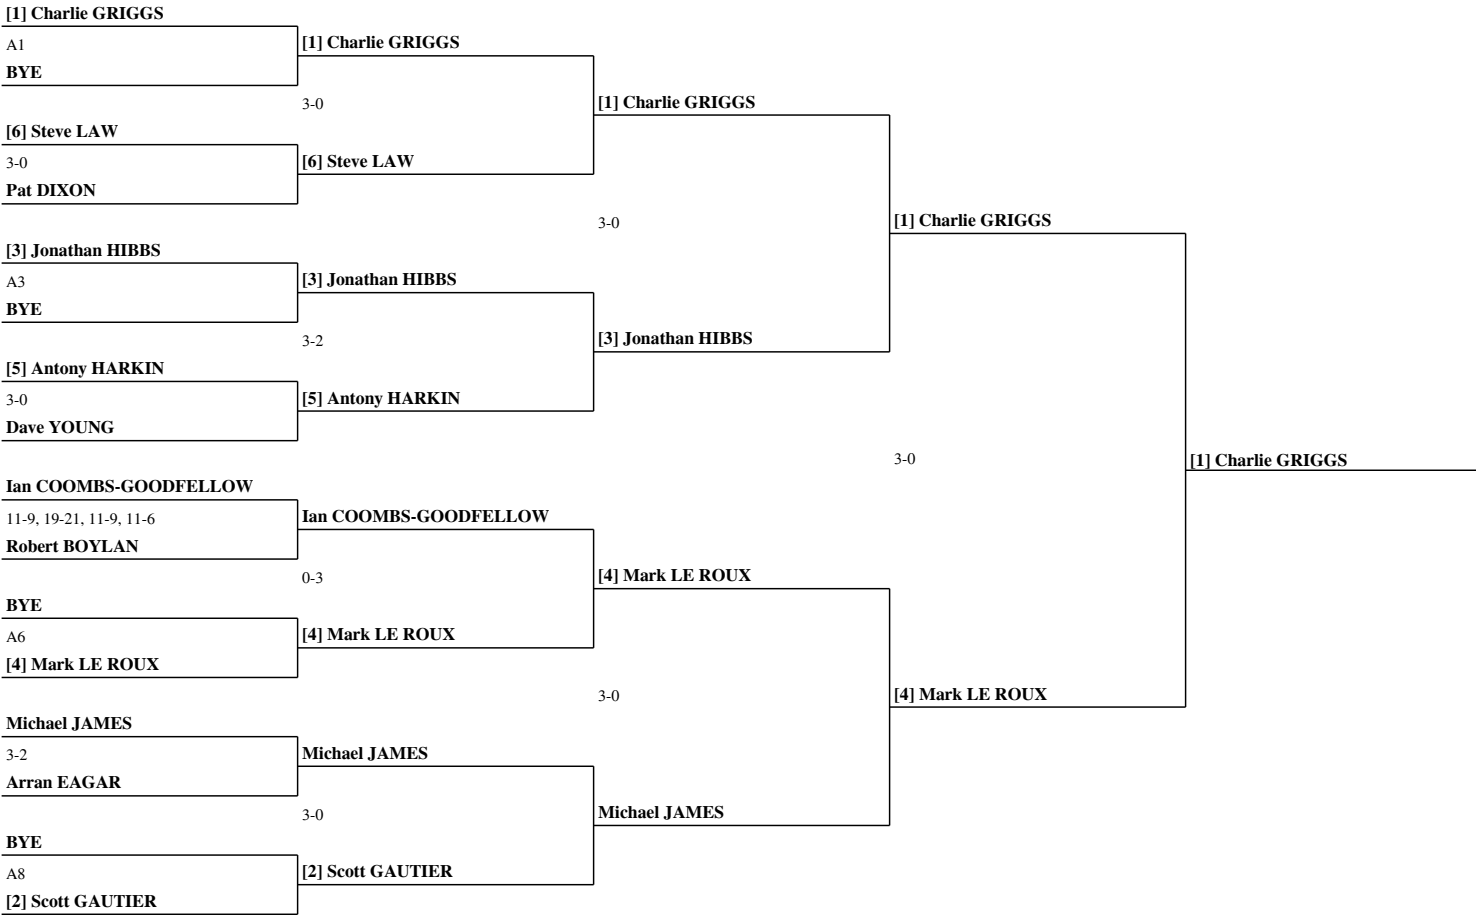 [1] Charlie GRIGGS
A1
BYE
[6] Steve LAW
3-0
Pat DIXON
[3] Jonathan HIBBS
A3
BYE
[5] Antony HARKIN
3-0
Dave YOUNG
Ian COOMBS-GOODFELLOW
11-9, 19-21, 11-9, 11-6
Robert BOYLAN
BYE
A6
[4] Mark LE ROUX
Michael JAMES
3-2
Arran EAGAR
BYE
A8
[2] Scott GAUTIER
[1] Charlie GRIGGS
3-0
[6] Steve LAW
[3] Jonathan HIBBS
3-2
[5] Antony HARKIN
Ian COOMBS-GOODFELLOW
0-3
[4] Mark LE ROUX
Michael JAMES
3-0
[2] Scott GAUTIER
[1] Charlie GRIGGS
3-0
[3] Jonathan HIBBS
[4] Mark LE ROUX
3-0
Michael JAMES
[1] Charlie GRIGGS
3-0
[4] Mark LE ROUX
[1] Charlie GRIGGS